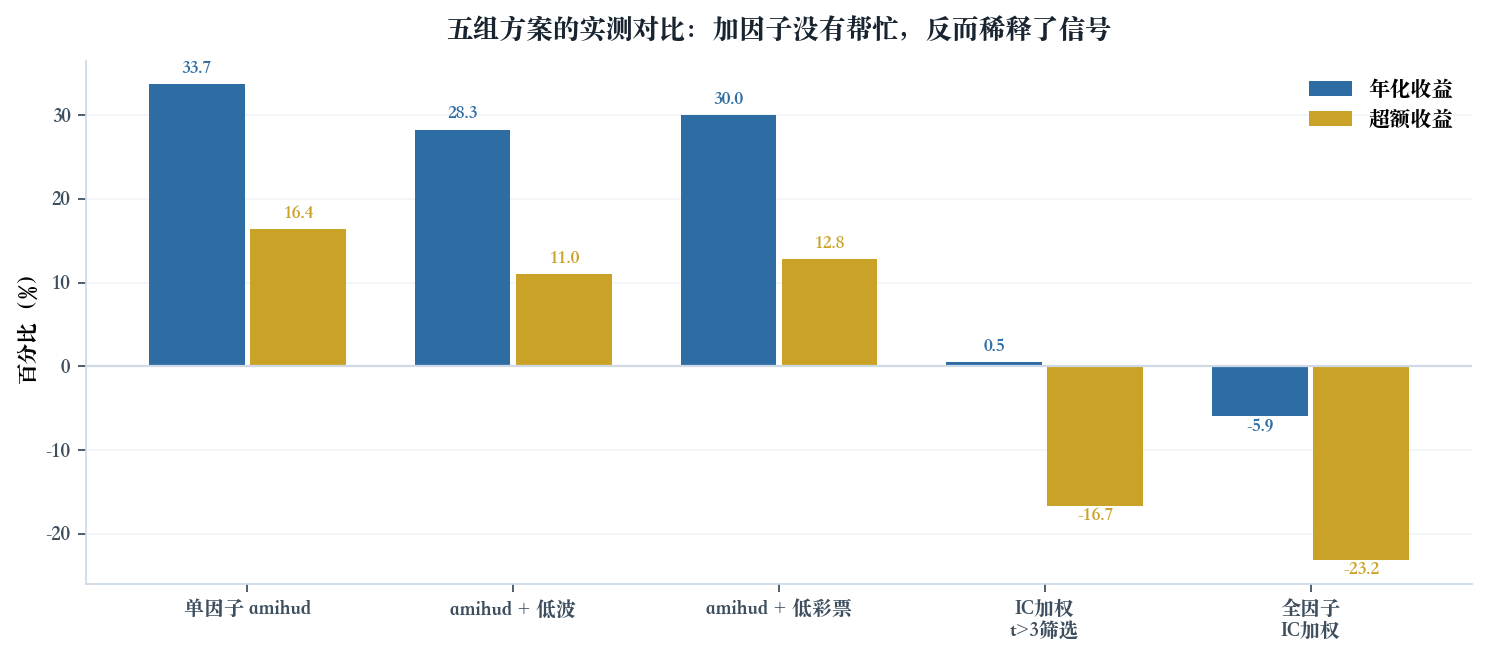 五组方案的实测对比：加因子没有帮忙，反而稀释了信号
年化收益
超额收益
百分比（%）
30
20
10
0
-10
-20
33.7
16.4
28.3
11.0
30.0
12.8
0.5
-16.7
-5.9
-23.2
单因子 amihud
amihud + 低波
amihud + 低彩票
IC加权
t>3筛选
全因子
IC加权